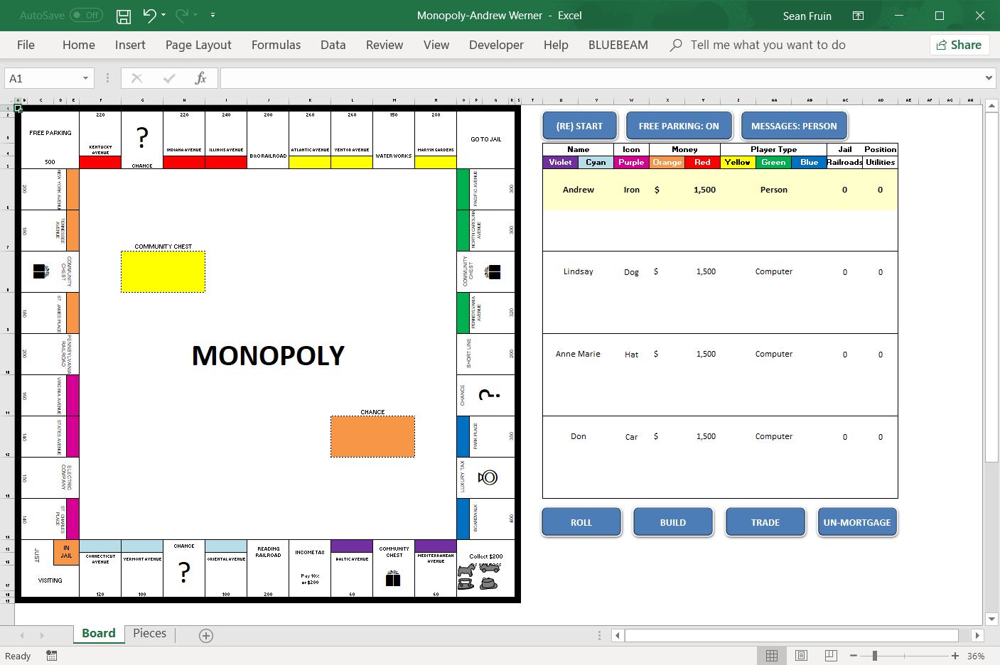 AutoSave Off
Monopoly-Andrew Werner - Excel
Sean Fruin
File Home Insert Page Layout Formulas Data Review View Developer Help BLUEBEAM Tell me what you want to do Share
A1 fx
FREE PARKING
500
220
KENTUCKY AVENUE
?
CHANCE
220
INDIANA AVENUE
240
ILLINOIS AVENUE
200
B&O RAILROAD
260
ATLANTIC AVENUE
260
VENTOR AVENUE
150
WATER WORKS
280
MARVIN GARDENS
GO TO JAIL
NEW YORK AVENUE
200
TENNESSEE AVENUE
180
COMMUNITY CHEST
ST. JAMES PLACE
180
PENNSYLVANIA RAILROAD
200
VIRGINIA AVENUE
160
STATES AVENUE
140
ELECTRIC COMPANY
150
ST. CHARLES PLACE
140
COMMUNITY CHEST
MONOPOLY
CHANCE
PACIFIC AVENUE
300
NORTH CAROLINA AVENUE
300
COMMUNITY CHEST
PENNSYLVANIA AVENUE
320
SHORT LINE
200
CHANCE
?
PARK PLACE
350
LUXURY TAX
BOARDWALK
400
JUST
IN JAIL
VISITING
CONNECTICUT AVENUE
120
VERMONT AVENUE
100
CHANCE
?
ORIENTAL AVENUE
100
READING RAILROAD
200
INCOME TAX
Pay 10%
or $200
BALTIC AVENUE
60
COMMUNITY CHEST
MEDITERRANEAN AVENUE
60
Collect $200
as you pass
(RE) START
FREE PARKING: ON
MESSAGES: PERSON
Name Icon Money Player Type Jail Position
Violet Cyan Purple Orange Red Yellow Green Blue Railroads Utilities
Andrew Iron $ 1,500 Person 0 0
Lindsay Dog $ 1,500 Computer 0 0
Anne Marie Hat $ 1,500 Computer 0 0
Don Car $ 1,500 Computer 0 0
ROLL
BUILD
TRADE
UN-MORTGAGE
Board Pieces
Ready
36%